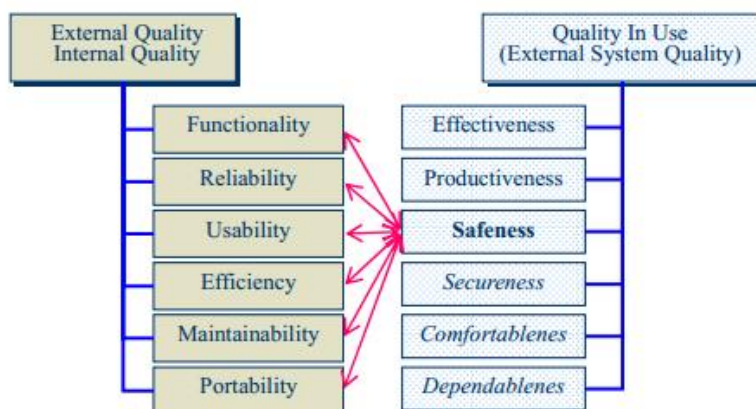 External Quality
Internal Quality
Quality In Use
(External System Quality)
Functionality
Reliability
Usability
Efficiency
Maintainability
Portability
Effectiveness
Productiveness
Safeness
Secureness
Comfortablenes
Dependablenes